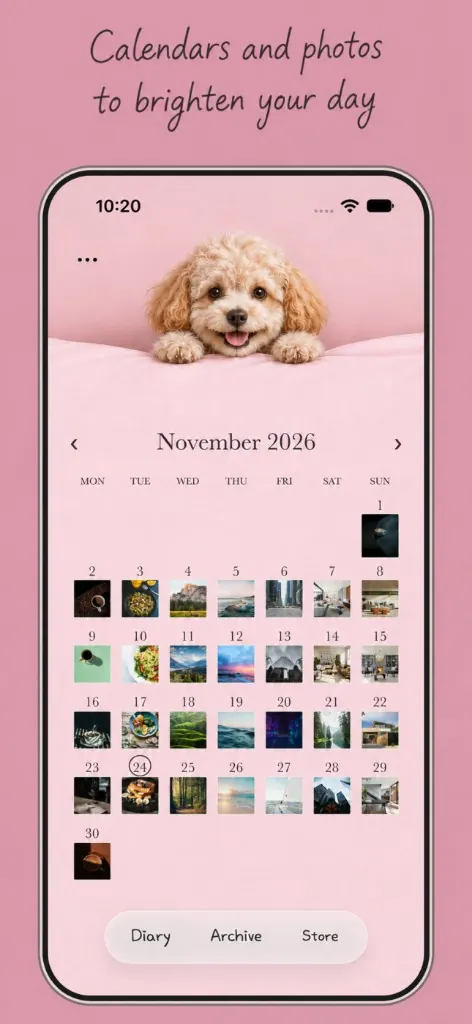 Calendars and photos
to brighten your day
10:20
‹ November 2026 ›
MON TUE WED THU FRI SAT SUN
1
2 3 4 5 6 7 8
9 10 11 12 13 14 15
16 17 18 19 20 21 22
23 24 25 26 27 28 29
30
Diary Archive Store